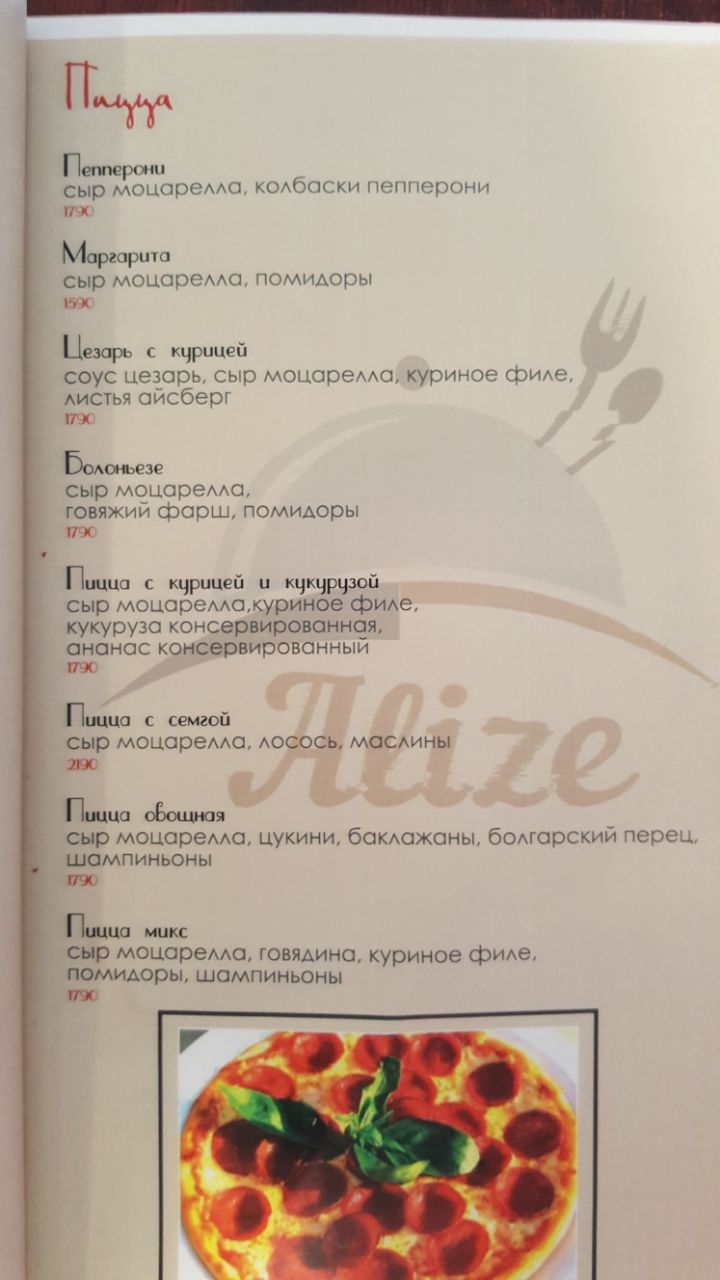 Пицца
Пепперони
сыр моцарелла, колбаски пепперони
1790
Маргарита
сыр моцарелла, помидоры
1590
Цезарь с курицей
соус цезарь, сыр моцарелла, куриное филе,
листья айсберг
1790
Болоньезе
сыр моцарелла,
говяжий фарш, помидоры
1790
Пицца с курицей и кукурузой
сыр моцарелла,куриное филе,
кукуруза консервированная,
ананас консервированный
1790
Пицца с семгой
сыр моцарелла, лосось, маслины
2190
Alize
Пицца овощная
сыр моцарелла, цукини, баклажаны, болгарский перец,
шампиньоны
1790
Пицца микс
сыр моцарелла, говядина, куриное филе,
помидоры, шампиньоны
1790